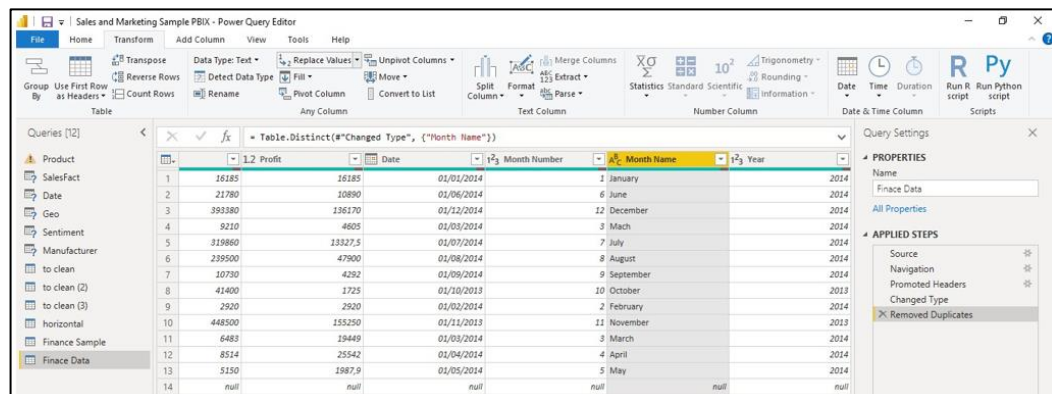 Sales and Marketing Sample PBIX - Power Query Editor
File Home Transform Add Column View Tools Help
Group By
Use First Row as Headers
Transpose
Reverse Rows
Count Rows
Table
Data Type: Text
Detect Data Type
Rename
Replace Values
Fill
Pivot Column
Unpivot Columns
Move
Convert to List
Any Column
Split Column
Format
Merge Columns
Extract
Parse
Text Column
Statistics
Standard
Scientific
Trigonometry
Rounding
Information
Number Column
Date
Time
Duration
Date & Time Column
Run R script
Run Python script
Scripts
Queries [12]
Product
SalesFact
Date
Geo
Sentiment
Manufacturer
to clean
to clean (2)
to clean (3)
horizontal
Finance Sample
Finace Data
= Table.Distinct(#"Changed Type", {"Month Name"})
1.2 Profit Date 123 Month Number ABC Month Name 123 Year
1 16185 16185 01/01/2014 1 January 2014
2 21780 10890 01/06/2014 6 June 2014
3 393380 136170 01/12/2014 12 December 2014
4 9210 4605 01/03/2014 3 Mach 2014
5 319860 13327,5 01/07/2014 7 July 2014
6 239500 47900 01/08/2014 8 August 2014
7 10730 4292 01/09/2014 9 September 2014
8 41400 1725 01/10/2013 10 October 2013
9 2920 2920 01/02/2014 2 February 2014
10 448500 155250 01/11/2013 11 November 2013
11 6483 19449 01/03/2014 3 March 2014
12 8514 25542 01/04/2014 4 April 2014
13 5150 1987,9 01/05/2014 5 May 2014
14 null null null null null null
Query Settings
PROPERTIES
Name
Finace Data
All Properties
APPLIED STEPS
Source
Navigation
Promoted Headers
Changed Type
Removed Duplicates